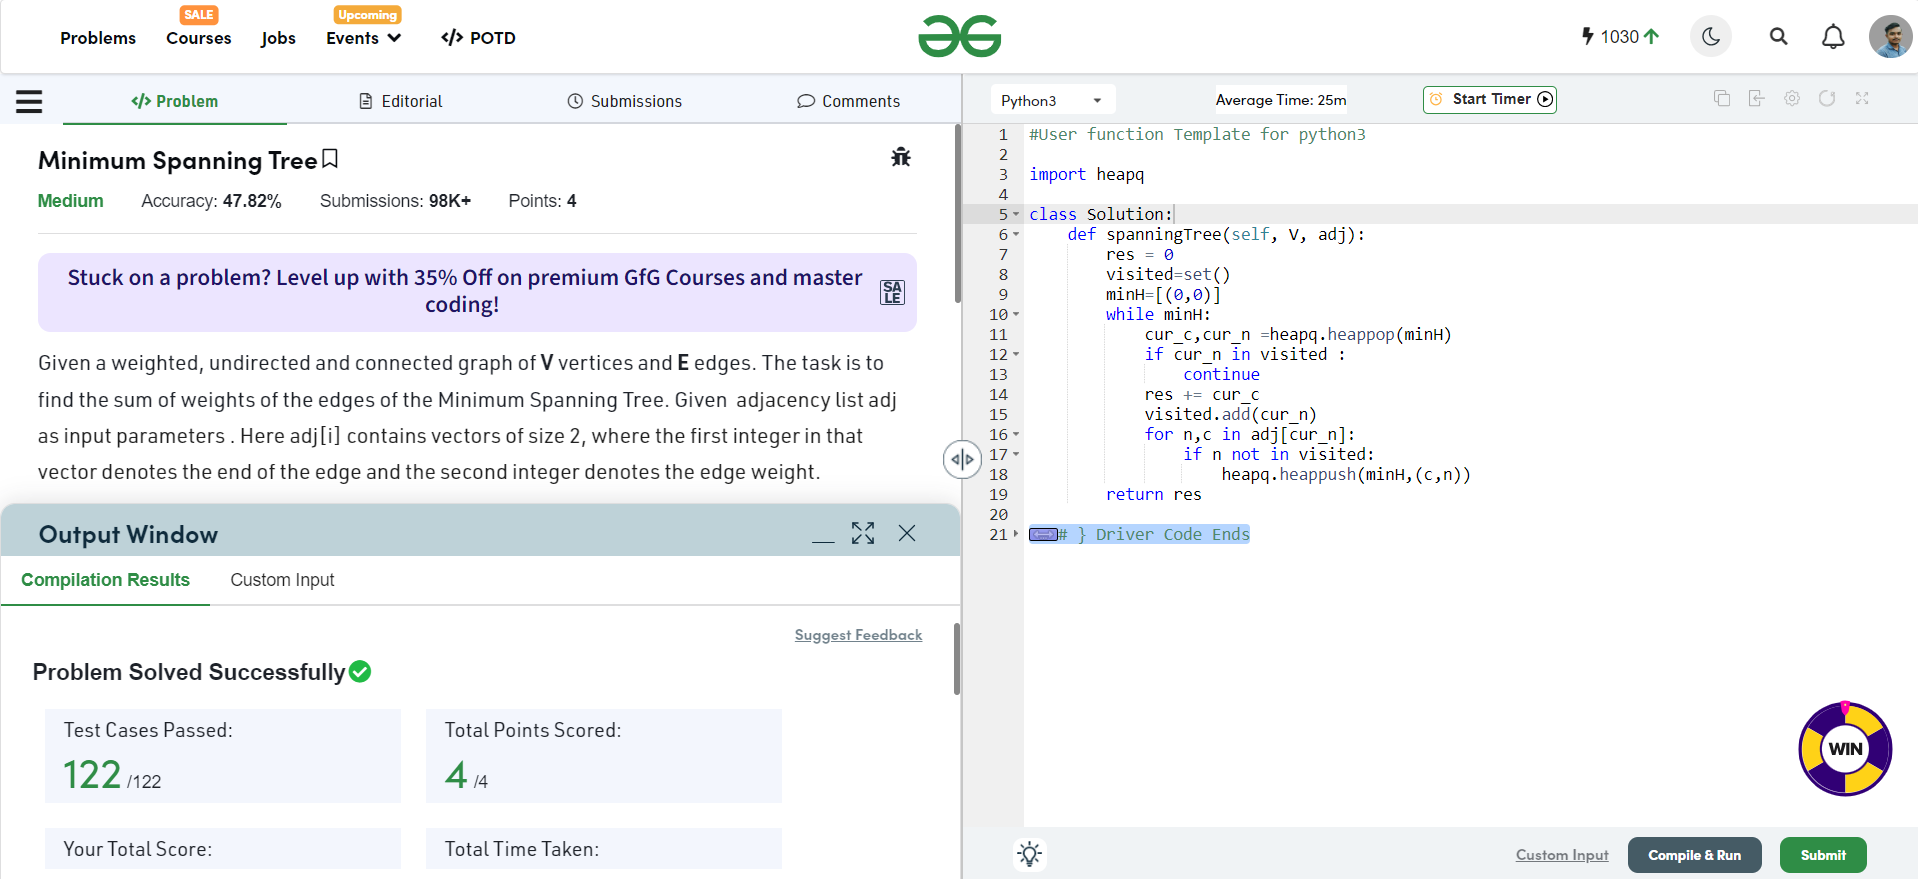 SALE
Upcoming
Problems
Courses
Jobs
Events
</> POTD
1030
</> Problem
Editorial
Submissions
Comments
Python3
Average Time: 25m
Start Timer
Minimum Spanning Tree
Medium
Accuracy: 47.82%
Submissions: 98K+
Points: 4
Stuck on a problem? Level up with 35% Off on premium GfG Courses and master
coding!
SA
LE
Given a weighted, undirected and connected graph of V vertices and E edges. The task is to
find the sum of weights of the edges of the Minimum Spanning Tree. Given  adjacency list adj
as input parameters . Here adj[i] contains vectors of size 2, where the first integer in that
vector denotes the end of the edge and the second integer denotes the edge weight.
Output Window
Compilation Results
Custom Input
Suggest Feedback
Problem Solved Successfully
Test Cases Passed:
122 /122
Total Points Scored:
4 /4
Your Total Score:
Total Time Taken:
1 #User function Template for python3
2
3 import heapq
4
5 class Solution:
6     def spanningTree(self, V, adj):
7         res = 0
8         visited=set()
9         minH=[(0,0)]
10         while minH:
11             cur_c,cur_n =heapq.heappop(minH)
12             if cur_n in visited :
13                 continue
14             res += cur_c
15             visited.add(cur_n)
16             for n,c in adj[cur_n]:
17                 if n not in visited:
18                     heapq.heappush(minH,(c,n))
19         return res
20
21 # } Driver Code Ends
WIN
Custom Input
Compile & Run
Submit